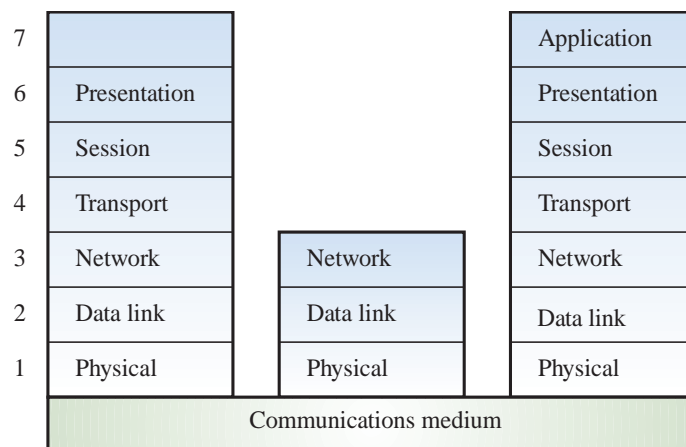 7 Application
6 Presentation Presentation
5 Session Session
4 Transport Transport
3 Network Network Network
2 Data link Data link Data link
1 Physical Physical Physical
Communications medium